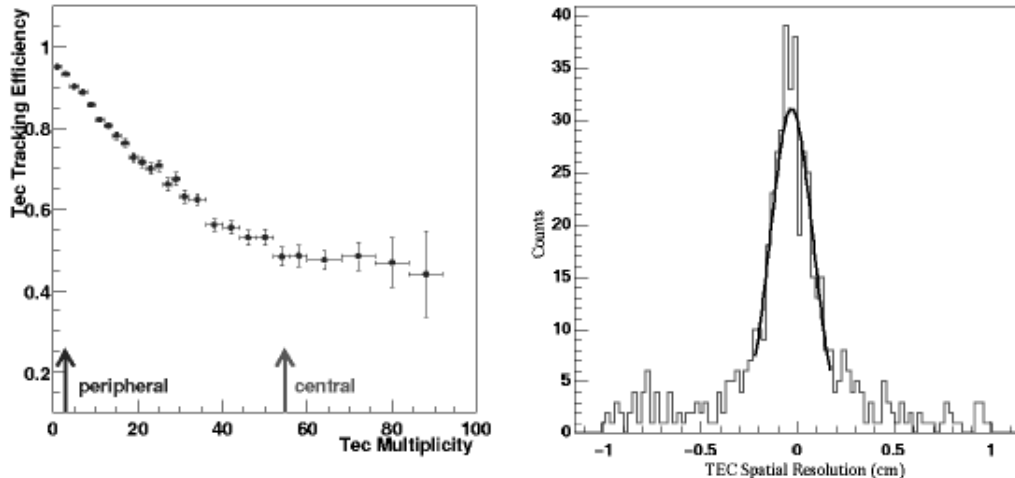 Tec Tracking Efficiency
1
0.8
0.6
0.4
0.2
peripheral
central
0 20 40 60 80 100
Tec Multiplicity
40
35
30
25
20
15
10
5
0
Counts
−1 −0.5 0 0.5 1
TEC Spatial Resolution (cm)